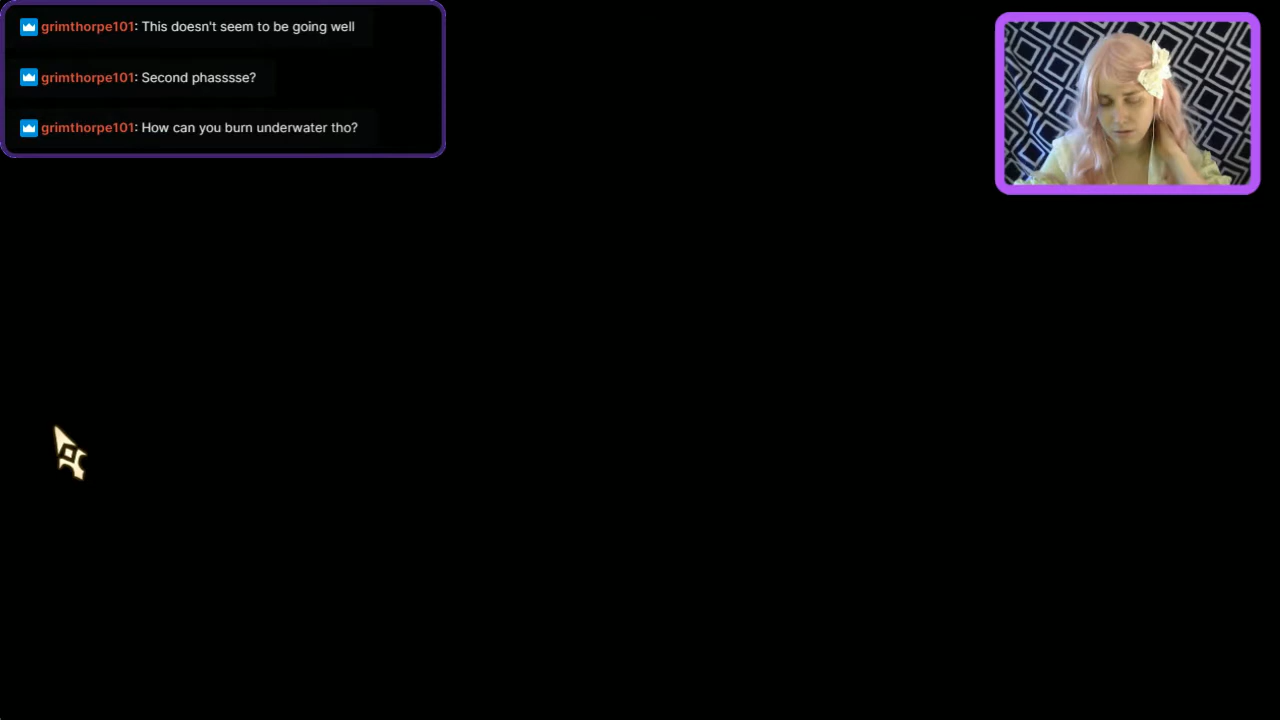 grimthorpe101: This doesn't seem to be going well
grimthorpe101: Second phasssse?
grimthorpe101: How can you burn underwater tho?